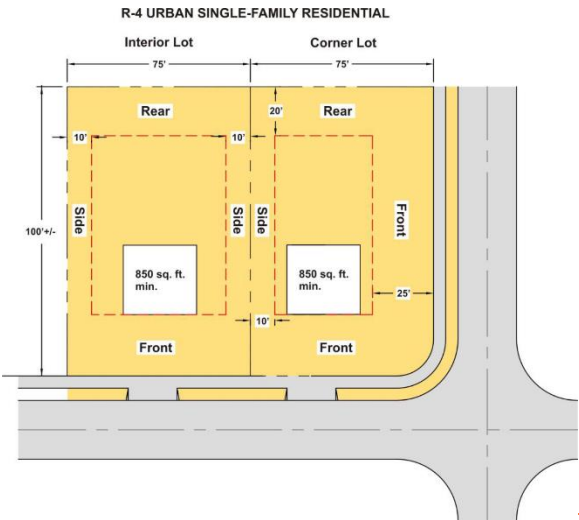 R-4 URBAN SINGLE-FAMILY RESIDENTIAL
Interior Lot
Corner Lot
75'
75'
Rear
20'
Rear
10'
10'
Side
Side
Side
Front
100'+/-
850 sq. ft.
min.
850 sq. ft.
min.
25'
10'
Front
Front